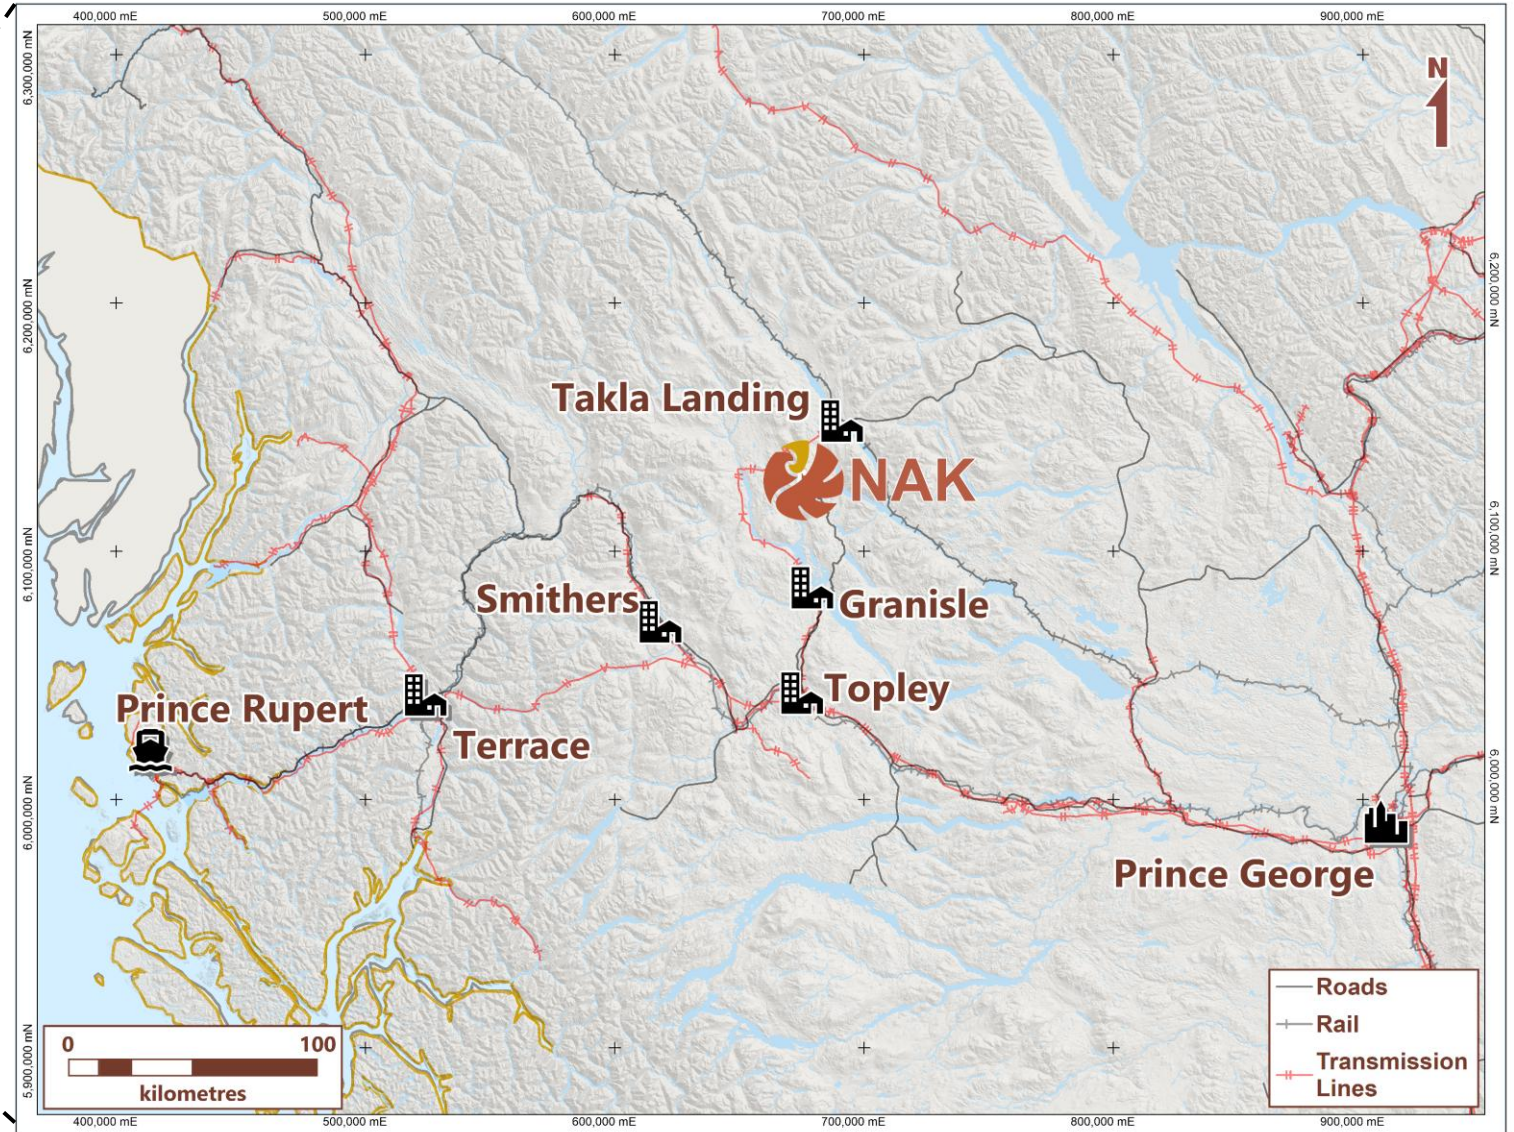 400,000 mE
500,000 mE
600,000 mE
700,000 mE
800,000 mE
900,000 mE
6,300,000 mN
N
6,200,000 mN
6,200,000 mN
Takla Landing
NAK
6,100,000 mN
6,100,000 mN
Smithers
Granisle
Topley
Prince Rupert
Terrace
6,000,000 mN
6,000,000 mN
Prince George
Roads
Rail
Transmission
Lines
0 100
kilometres
5,900,000 mN
400,000 mE
500,000 mE
600,000 mE
700,000 mE
800,000 mE
900,000 mE